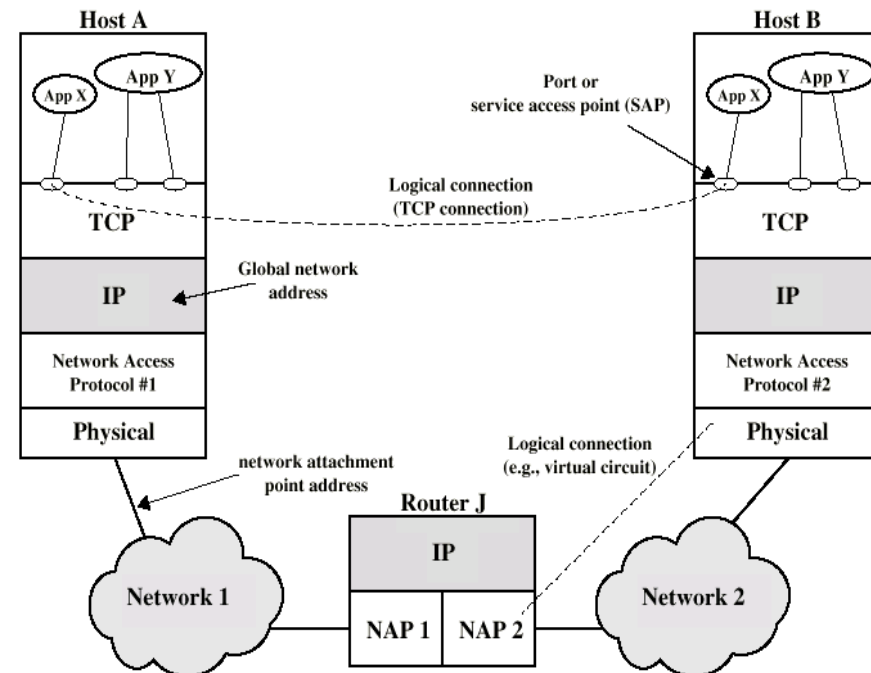 Host A
Host B
App X
App Y
Port or
service access point (SAP)
App X
App Y
Logical connection
(TCP connection)
TCP
TCP
Global network
address
IP
IP
Network Access
Protocol #1
Network Access
Protocol #2
Physical
Physical
Logical connection
(e.g., virtual circuit)
network attachment
point address
Router J
IP
Network 1
NAP 1
NAP 2
Network 2